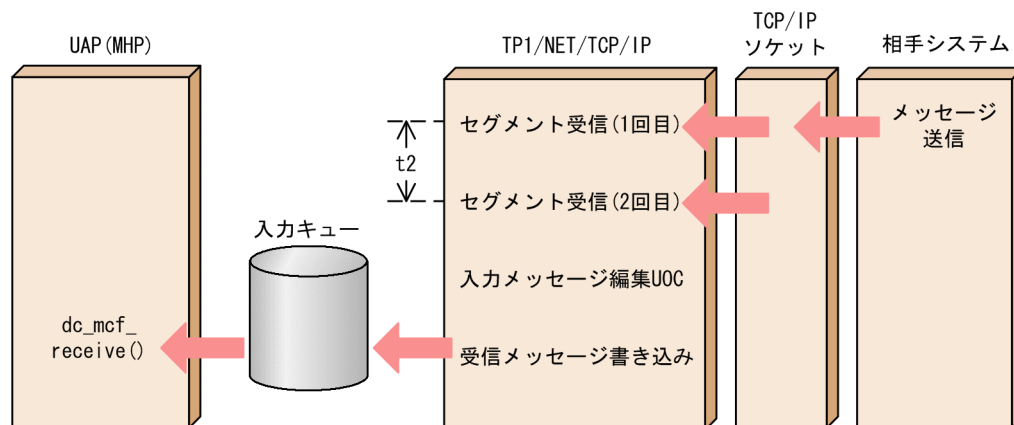 UAP(MHP)
TP1/NET/TCP/IP
TCP/IP
ソケット
相手システム
セグメント受信(1回目)
メッセージ
送信
t2
セグメント受信(2回目)
入力キュー
入力メッセージ編集UOC
dc_mcf_
receive()
受信メッセージ書き込み